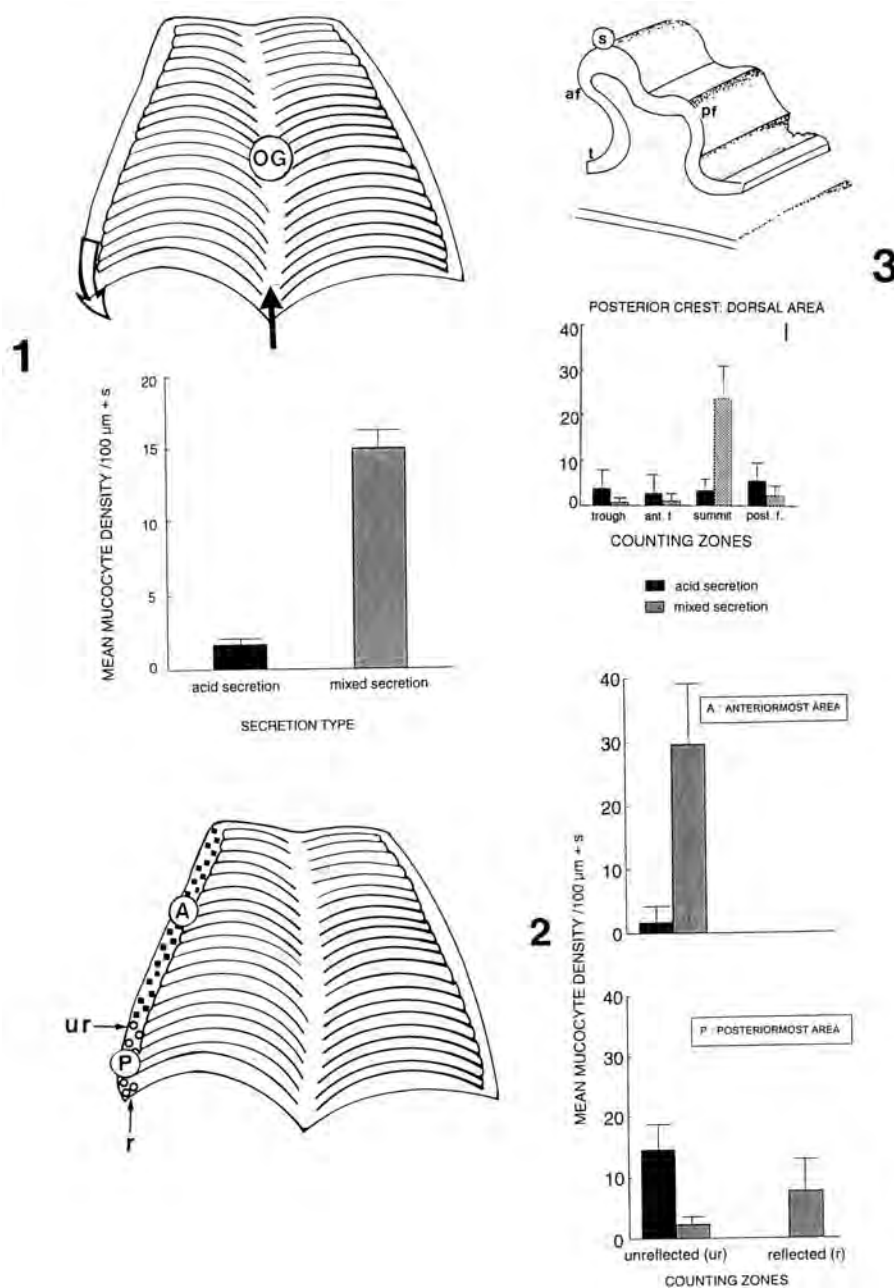 OG
1
MEAN MUCOCYTE DENSITY /100 µm + s
20
15
10
5
0
acid secretion mixed secretion
SECRETION TYPE
s
af
pf
t
3
POSTERIOR CREST: DORSAL AREA
40
30
20
10
0
trough ant. f summit post. f.
COUNTING ZONES
acid secretion
mixed secretion
A
ur
P
r
2
MEAN MUCOCYTE DENSITY /100 µm + s
40
30
20
10
0
A : ANTERIORMOST AREA
40
30
20
10
0
P : POSTERIORMOST AREA
unreflected (ur) reflected (r)
COUNTING ZONES